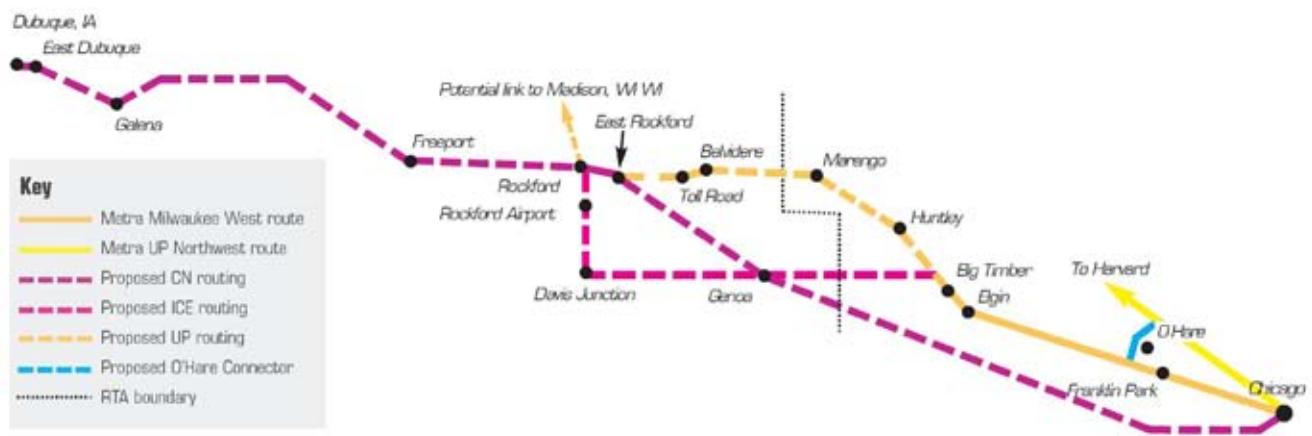 Dubuque, IA
East Dubuque
Galena
Freeport
Potential link to Madison, WI WI
East Rockford
Rockford
Rockford Airport
Davis Junction
Belvidere
Toll Road
Genoa
Marengo
Huntley
Big Timber
Elgin
To Harvard
O'Hare
Franklin Park
Chicago
Key
Metra Milwaukee West route
Metra UP Northwest route
Proposed CN routing
Proposed ICE routing
Proposed UP routing
Proposed O'Hare Connector
RTA boundary